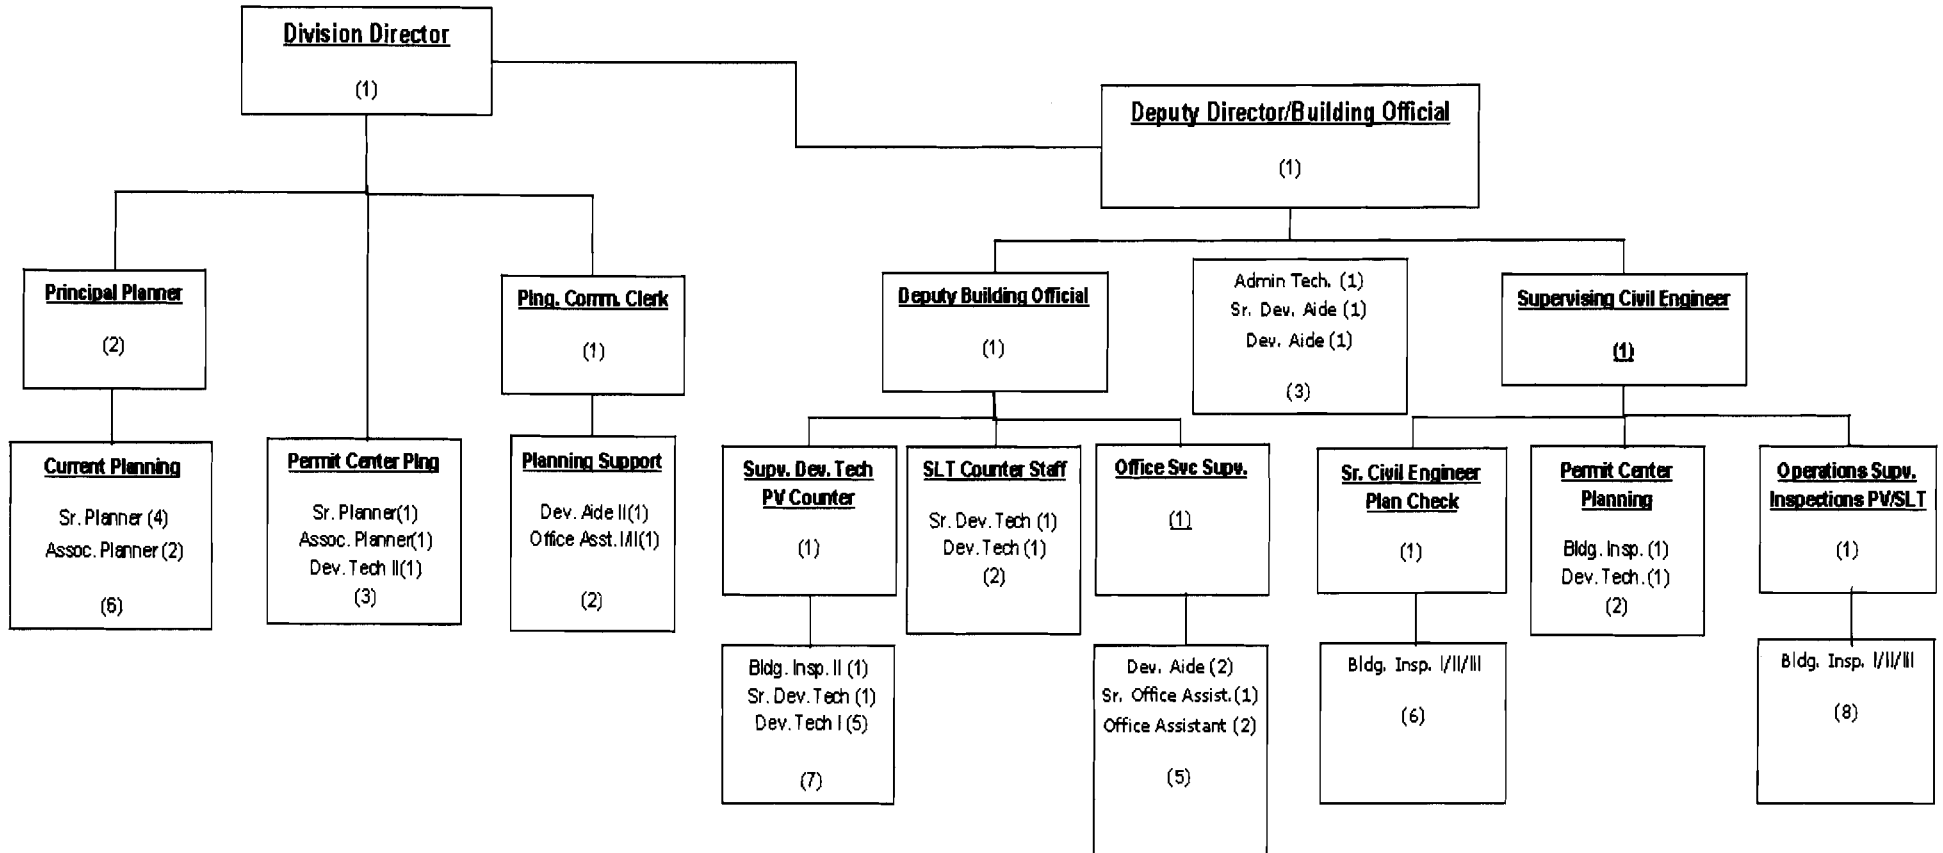 Division Director
(1)
Deputy Director/Building Official
(1)
Principal Planner
(2)
Plng. Comm. Clerk
(1)
Deputy Building Official
(1)
Admin Tech. (1)
Sr. Dev. Aide (1)
Dev. Aide (1)
(3)
Supervising Civil Engineer
(1)
Current Planning
Sr. Planner (4)
Assoc. Planner (2)
(6)
Permit Center Plng
Sr. Planner(1)
Assoc. Planner(1)
Dev. Tech II(1)
(3)
Planning Support
Dev. Aide II(1)
Office Asst. I/II(1)
(2)
Supv. Dev. Tech
PV Counter
(1)
SLT Counter Staff
Sr. Dev. Tech (1)
Dev. Tech (1)
(2)
Office Svc Supv.
(1)
Sr. Civil Engineer
Plan Check
(1)
Permit Center
Planning
Bldg. Insp. (1)
Dev. Tech. (1)
(2)
Operations Supv.
Inspections PV/SLT
(1)
Bldg. Insp. II (1)
Sr. Dev. Tech (1)
Dev. Tech I (5)
(7)
Dev. Aide (2)
Sr. Office Assist. (1)
Office Assistant (2)
(5)
Bldg. Insp. I/II/III
(6)
Bldg. Insp. I/II/III
(8)